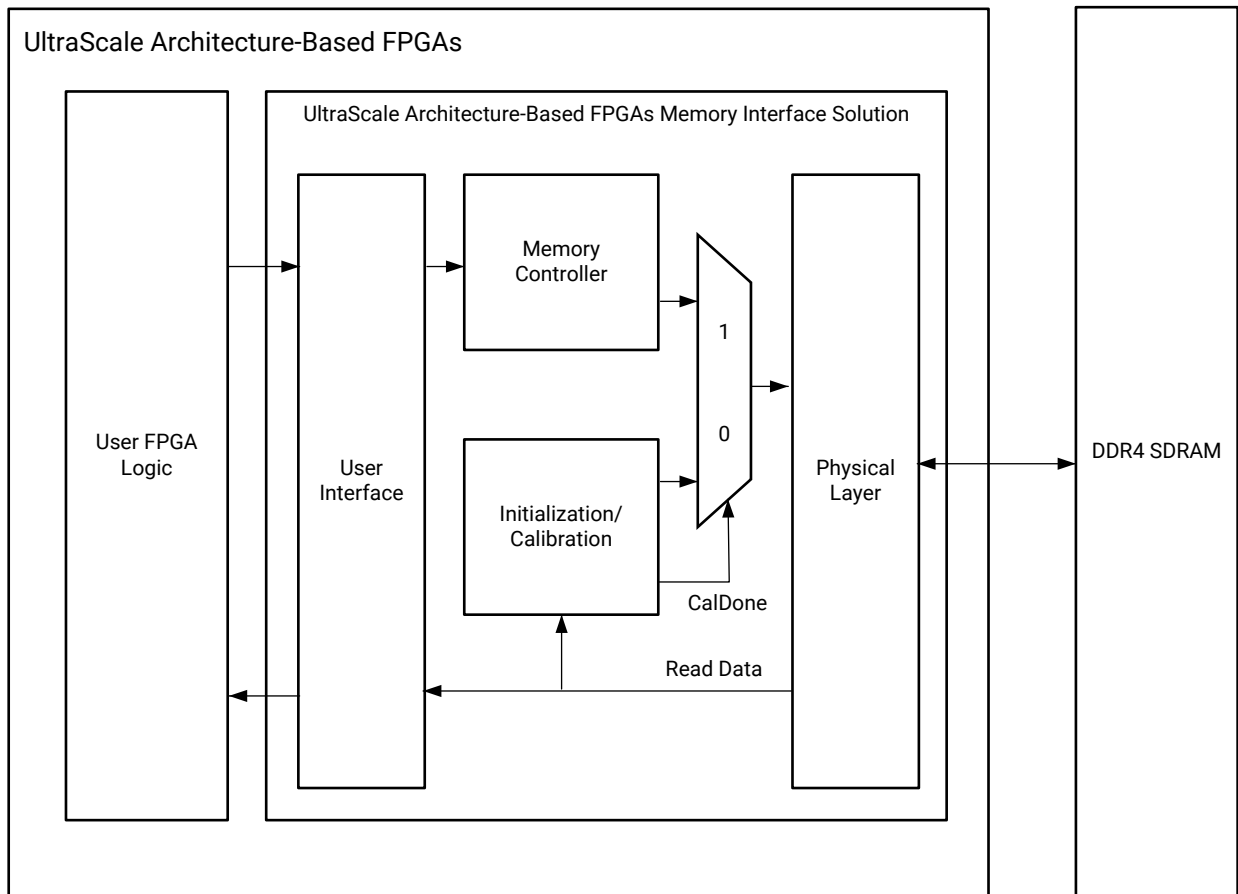 UltraScale Architecture-Based FPGAs
UltraScale Architecture-Based FPGAs Memory Interface Solution
User FPGA
Logic
User
Interface
Memory
Controller
1
0
Initialization/
Calibration
CalDone
Read Data
Physical
Layer
DDR4 SDRAM